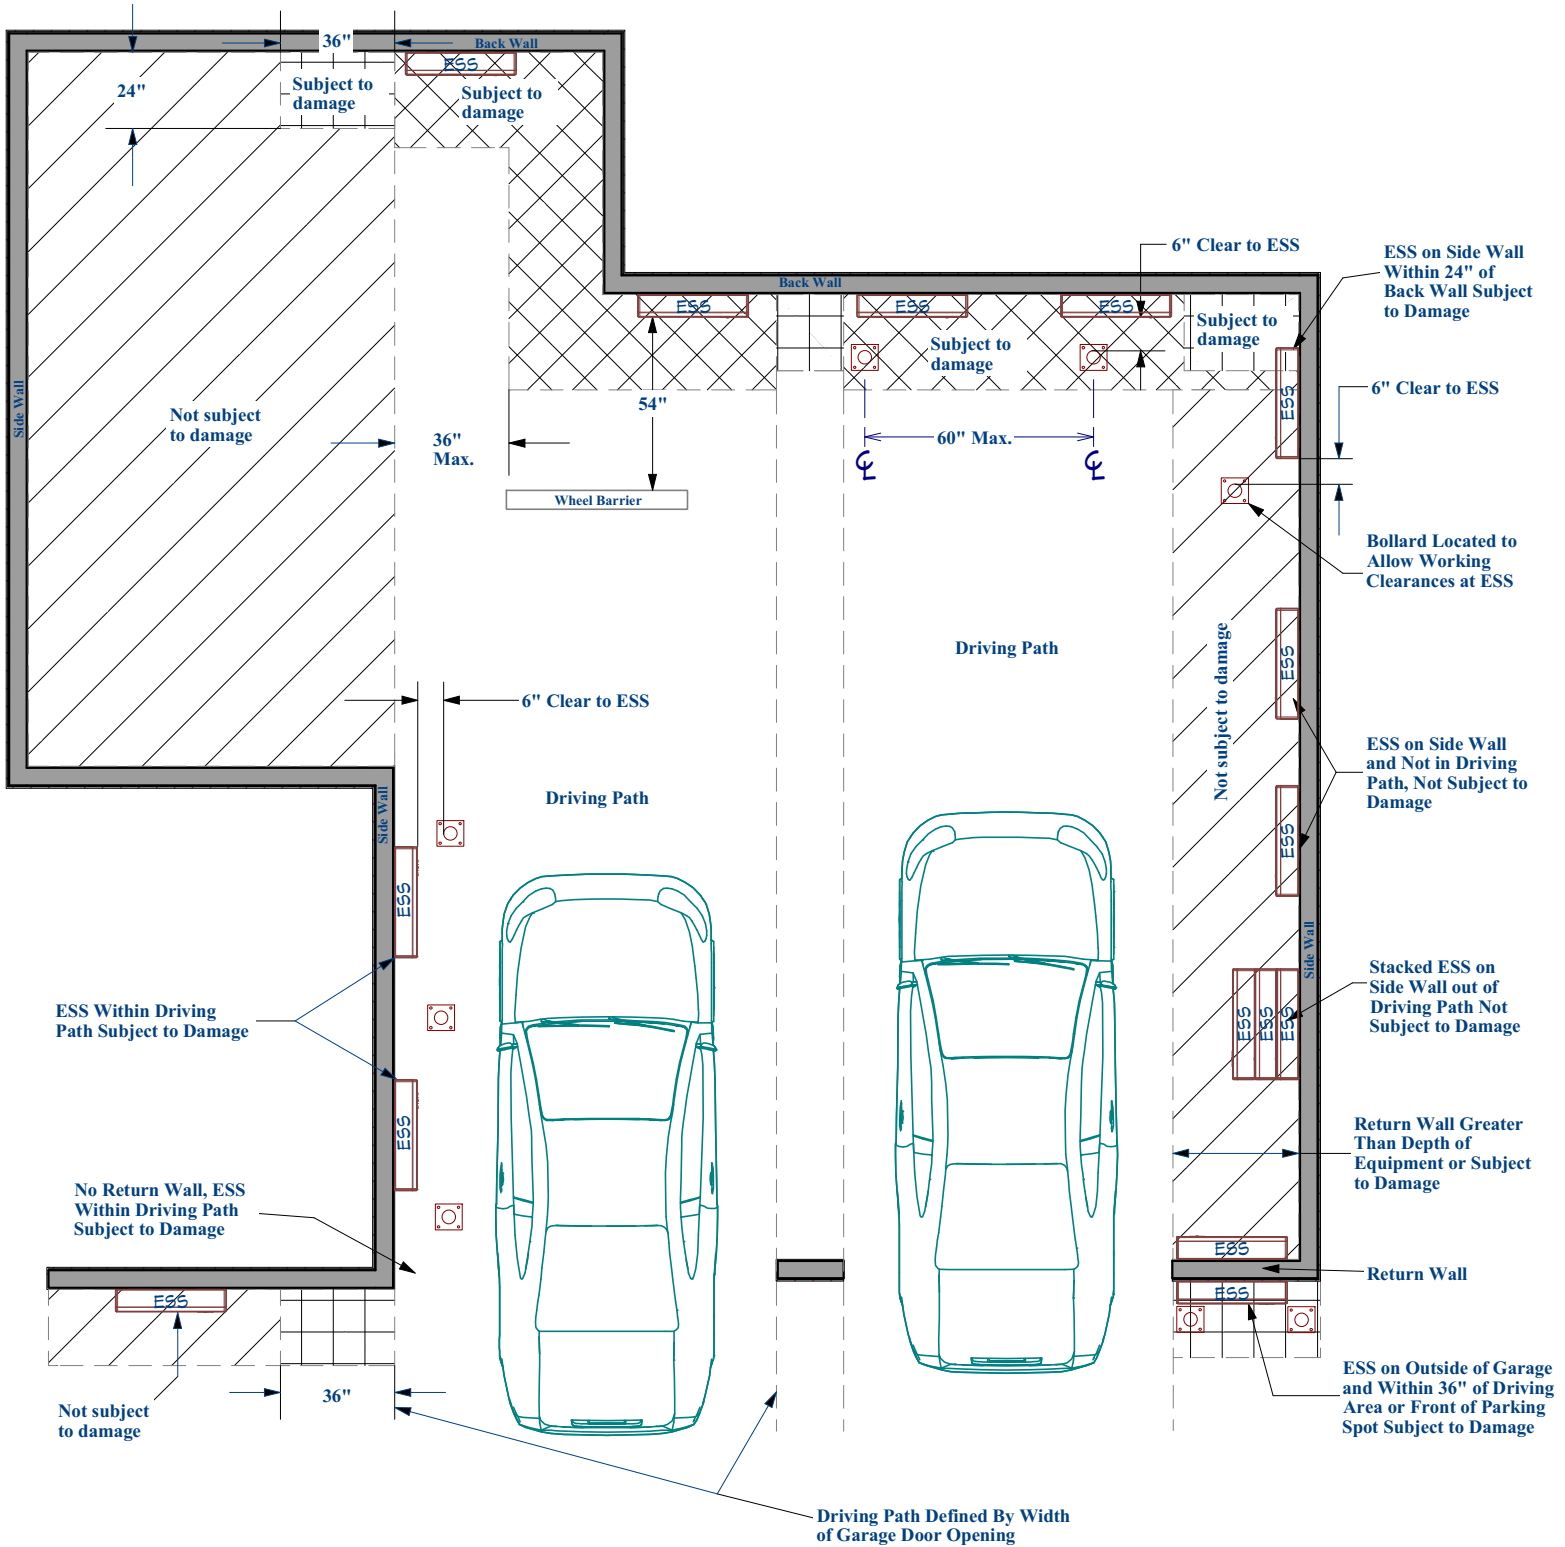 36"
Back Wall
ESS
24"
Subject to
damage
Subject to
damage
6" Clear to ESS
ESS on Side Wall
Within 24" of
Back Wall Subject
to Damage
Back Wall
ESS
ESS
ESS
Subject to
damage
Subject to
damage
Side Wall
Not subject
to damage
36"
Max.
54"
60" Max.
ESS
6" Clear to ESS
CL
CL
Wheel Barrier
Bollard Located to
Allow Working
Clearances at ESS
Driving Path
Not subject to damage
ESS
6" Clear to ESS
ESS on Side Wall
and Not in Driving
Path, Not Subject to
Damage
Driving Path
Side Wall
ESS
ESS
Side Wall
Stacked ESS on
Side Wall out of
Driving Path Not
Subject to Damage
ESS
ESS
ESS
ESS Within Driving
Path Subject to Damage
ESS
Return Wall Greater
Than Depth of
Equipment or Subject
to Damage
No Return Wall, ESS
Within Driving Path
Subject to Damage
ESS
Return Wall
ESS
ESS
ESS on Outside of Garage
and Within 36" of Driving
Area or Front of Parking
Spot Subject to Damage
36"
Not subject
to damage
Driving Path Defined By Width
of Garage Door Opening